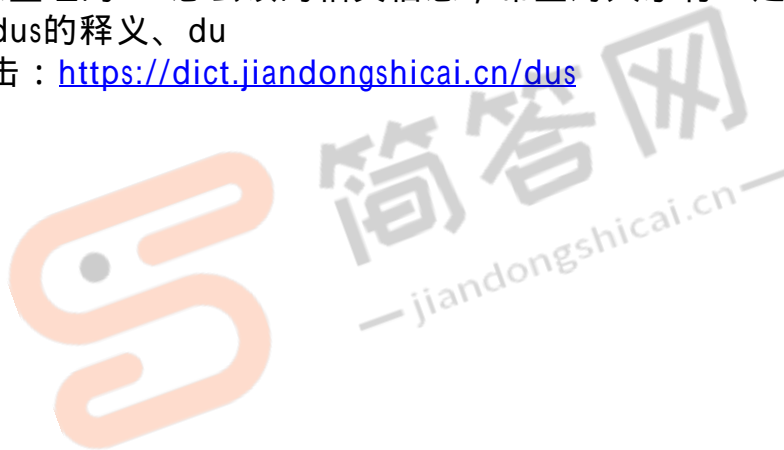 dus的释义、du
击：https://dict.jiandongshicai.cn/dus
简答网
jiandongshicai.cn